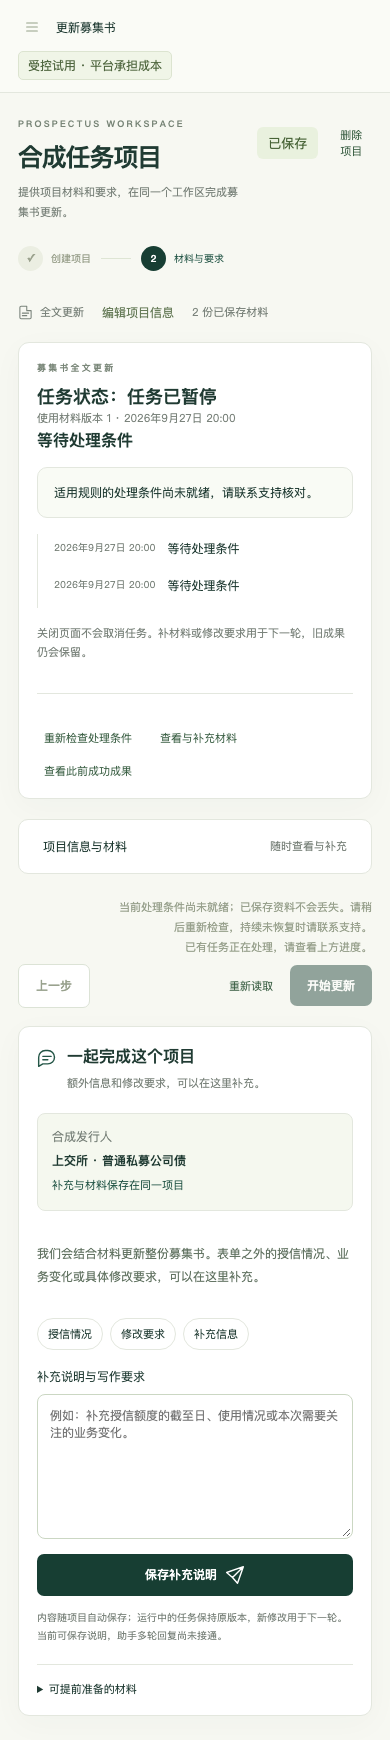 更新募集书
受控试用 · 平台承担成本
PROSPECTUS WORKSPACE
合成任务项目
已保存
删除
项目
提供项目材料和要求，在同一个工作区完成募
集书更新。
✓ 创建项目
2 材料与要求
全文更新 编辑项目信息 2 份已保存材料
募集书全文更新
任务状态：任务已暂停
使用材料版本 1 · 2026年9月27日 20:00
等待处理条件
适用规则的处理条件尚未就绪，请联系支持核对。
2026年9月27日 20:00 等待处理条件
2026年9月27日 20:00 等待处理条件
关闭页面不会取消任务。补材料或修改要求用于下一轮，旧成果
仍会保留。
重新检查处理条件 查看与补充材料
查看此前成功成果
项目信息与材料 随时查看与补充
当前处理条件尚未就绪；已保存资料不会丢失。请稍
后重新检查，持续未恢复时请联系支持。
已有任务正在处理，请查看上方进度。
上一步 重新读取 开始更新
一起完成这个项目
额外信息和修改要求，可以在这里补充。
合成发行人
上交所 · 普通私募公司债
补充与材料保存在同一项目
我们会结合材料更新整份募集书。表单之外的授信情况、业
务变化或具体修改要求，可以在这里补充。
授信情况 修改要求 补充信息
补充说明与写作要求
例如：补充授信额度的截至日、使用情况或本次需要关
注的业务变化。
保存补充说明
内容随项目自动保存；运行中的任务保持原版本，新修改用于下一轮。
当前可保存说明，助手多轮回复尚未接通。
▶ 可提前准备的材料